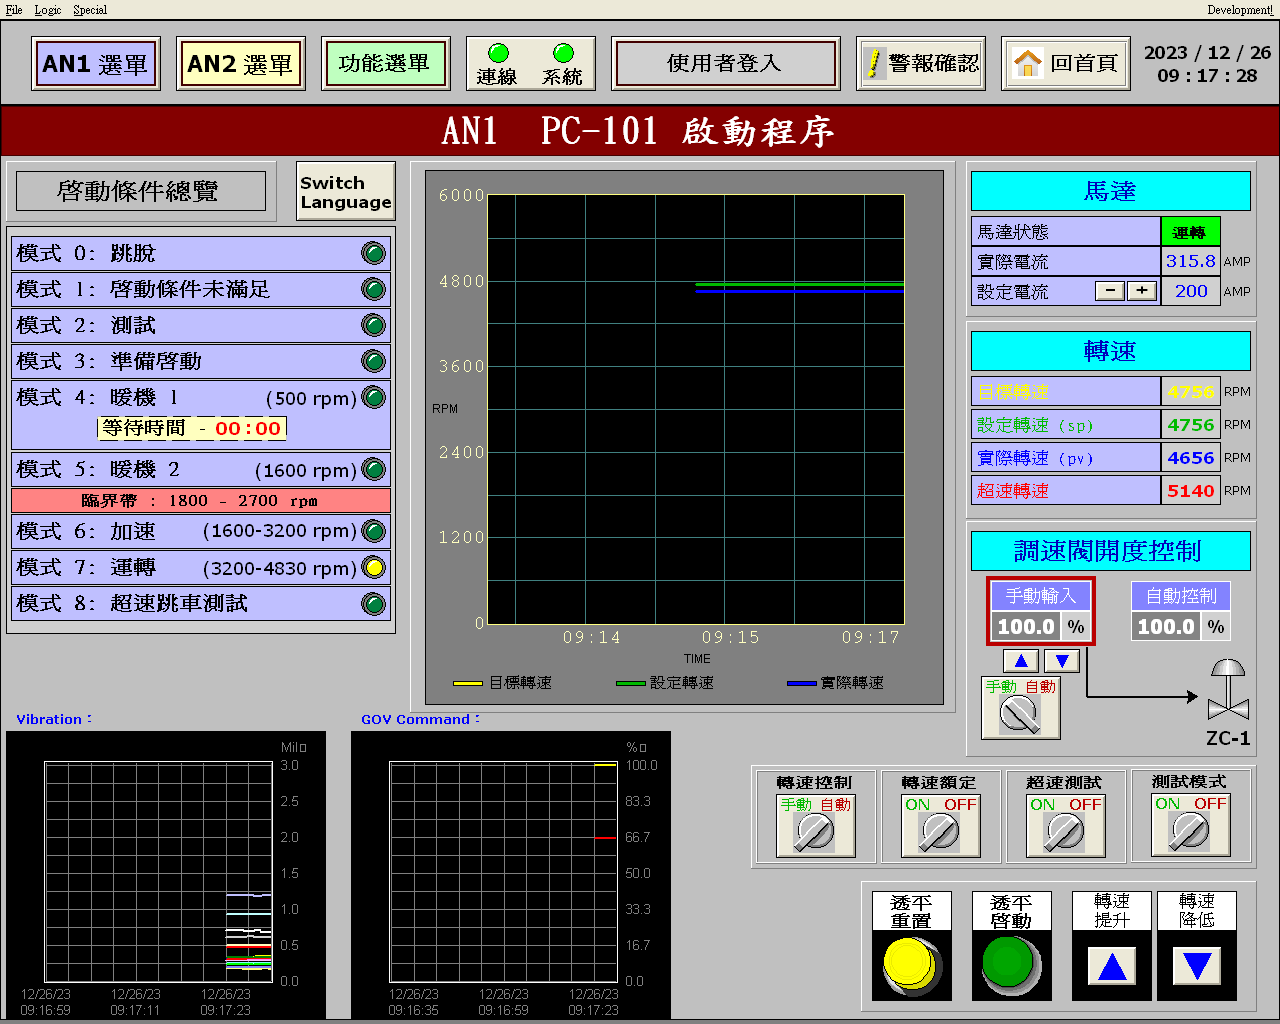 File Logic Special Development!
AN1 選單
AN2 選單
功能選單
連線 系統
使用者登入
警報確認
回首頁
2023 / 12 / 26
09 : 17 : 28
AN1 PC-101 啟動程序
啓動條件總覽
Switch
Language
模式 0: 跳脫
模式 1: 啓動條件未滿足
模式 2: 測試
模式 3: 準備啓動
模式 4: 暖機 1 (500 rpm)
等待時間 - 00:00
模式 5: 暖機 2 (1600 rpm)
臨界帶 : 1800 - 2700 rpm
模式 6: 加速 (1600-3200 rpm)
模式 7: 運轉 (3200-4830 rpm)
模式 8: 超速跳車測試
6000
4800
3600
RPM
2400
1200
0
09:14 09:15 09:17
TIME
目標轉速 設定轉速 實際轉速
馬達
馬達狀態 運轉
實際電流 315.8 AMP
設定電流 - + 200 AMP
轉速
目標轉速 4756 RPM
設定轉速 (sp) 4756 RPM
實際轉速 (pv) 4656 RPM
超速轉速 5140 RPM
調速閥開度控制
手動輸入 自動控制
100.0 % 100.0 %
手動 自動
ZC-1
Vibration :
Mil
3.0
2.5
2.0
1.5
1.0
0.5
0.0
12/26/23 12/26/23 12/26/23
09:16:59 09:17:11 09:17:23
GOV Command :
%
100.0
83.3
66.7
50.0
33.3
16.7
0.0
12/26/23 12/26/23 12/26/23
09:16:35 09:16:59 09:17:23
轉速控制 轉速額定 超速測試 測試模式
手動 自動 ON OFF ON OFF ON OFF
透平
重置
透平
啓動
轉速
提升
轉速
降低